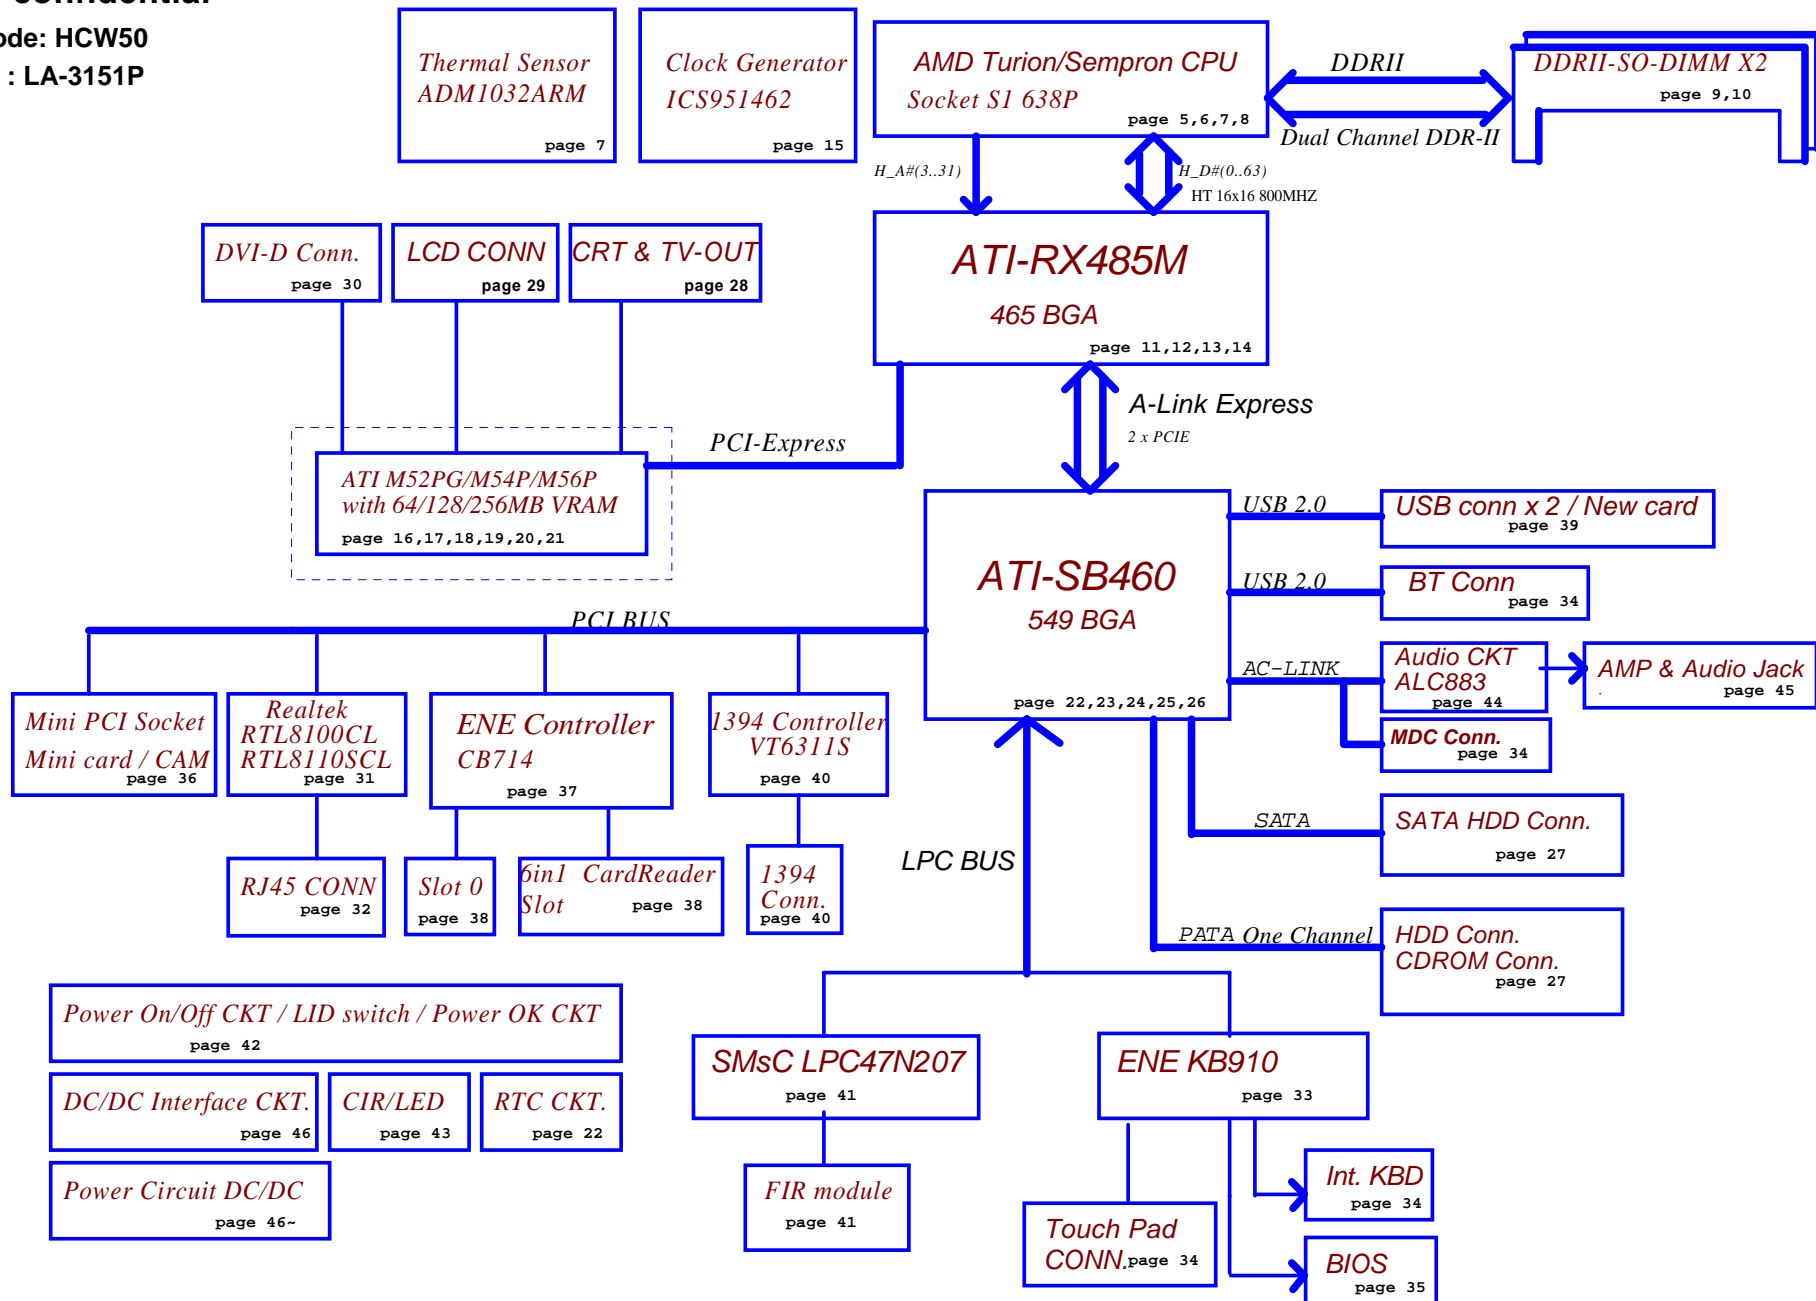 ode: HCW50
: LA-3151P
Thermal Sensor
ADM1032ARM
page 7
Clock Generator
ICS951462
page 15
AMD Turion/Sempron CPU
Socket S1 638P
page 5,6,7,8
DDRII
Dual Channel DDR-II
DDRII-SO-DIMM X2
page 9,10
H_A#(3..31)
H_D#(0..63)
HT 16x16 800MHZ
DVI-D Conn.
page 30
LCD CONN
page 29
CRT & TV-OUT
page 28
ATI-RX485M
465 BGA
page 11,12,13,14
A-Link Express
2 x PCIE
PCI-Express
ATI M52PG/M54P/M56P
with 64/128/256MB VRAM
page 16,17,18,19,20,21
ATI-SB460
549 BGA
page 22,23,24,25,26
USB 2.0
USB conn x 2 / New card
page 39
USB 2.0
BT Conn
page 34
AC-LINK
Audio CKT
ALC883
page 44
AMP & Audio Jack
page 45
MDC Conn.
page 34
SATA
SATA HDD Conn.
page 27
PATA One Channel
HDD Conn.
CDROM Conn.
page 27
PCI BUS
Mini PCI Socket
Mini card / CAM
page 36
Realtek
RTL8100CL
RTL8110SCL
page 31
ENE Controller
CB714
page 37
1394 Controller
VT6311S
page 40
RJ45 CONN
page 32
Slot 0
page 38
6in1 CardReader
Slot
page 38
1394
Conn.
page 40
LPC BUS
Power On/Off CKT / LID switch / Power OK CKT
page 42
DC/DC Interface CKT.
page 46
CIR/LED
page 43
RTC CKT.
page 22
Power Circuit DC/DC
page 46~
SMsC LPC47N207
page 41
FIR module
page 41
ENE KB910
page 33
Touch Pad
CONN.
page 34
Int. KBD
page 34
BIOS
page 35